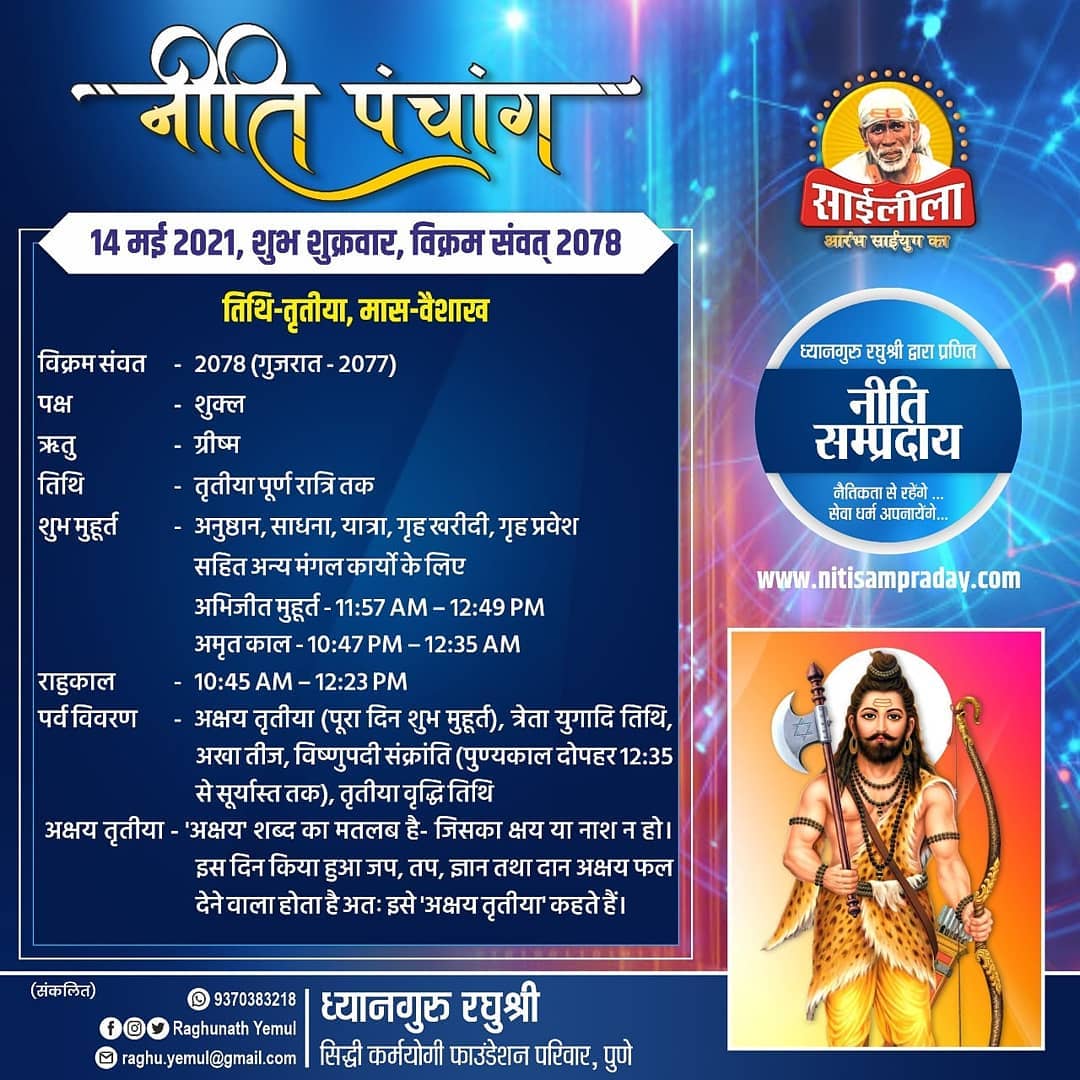 नीति पंचांग
साईलीला
आरंभ साईयुग का
14 मई 2021, शुभ शुक्रवार, विक्रम संवत् 2078
तिथि-तृतीया, मास-वैशाख
विक्रम संवत - 2078 (गुजरात - 2077)
पक्ष - शुक्ल
ऋतु - ग्रीष्म
तिथि - तृतीया पूर्ण रात्रि तक
शुभ मुहूर्त - अनुष्ठान, साधना, यात्रा, गृह खरीदी, गृह प्रवेश
सहित अन्य मंगल कार्यो के लिए
अभिजीत मुहूर्त - 11:57 AM – 12:49 PM
अमृत काल - 10:47 PM – 12:35 AM
राहुकाल - 10:45 AM – 12:23 PM
पर्व विवरण - अक्षय तृतीया (पूरा दिन शुभ मुहूर्त), त्रेता युगादि तिथि,
अखा तीज, विष्णुपदी संक्रांति (पुण्यकाल दोपहर 12:35
से सूर्यास्त तक), तृतीया वृद्धि तिथि
अक्षय तृतीया - 'अक्षय' शब्द का मतलब है- जिसका क्षय या नाश न हो।
इस दिन किया हुआ जप, तप, ज्ञान तथा दान अक्षय फल
देने वाला होता है अतः इसे 'अक्षय तृतीया' कहते हैं।
ध्यानगुरु रघुश्री द्वारा प्रणित
नीति
सम्प्रदाय
नैतिकता से रहेंगे ...
सेवा धर्म अपनायेंगे...
www.nitisampraday.com
(संकलित)
9370383218
Raghunath Yemul
raghu.yemul@gmail.com
ध्यानगुरु रघुश्री
सिद्धी कर्मयोगी फाउंडेशन परिवार, पुणे